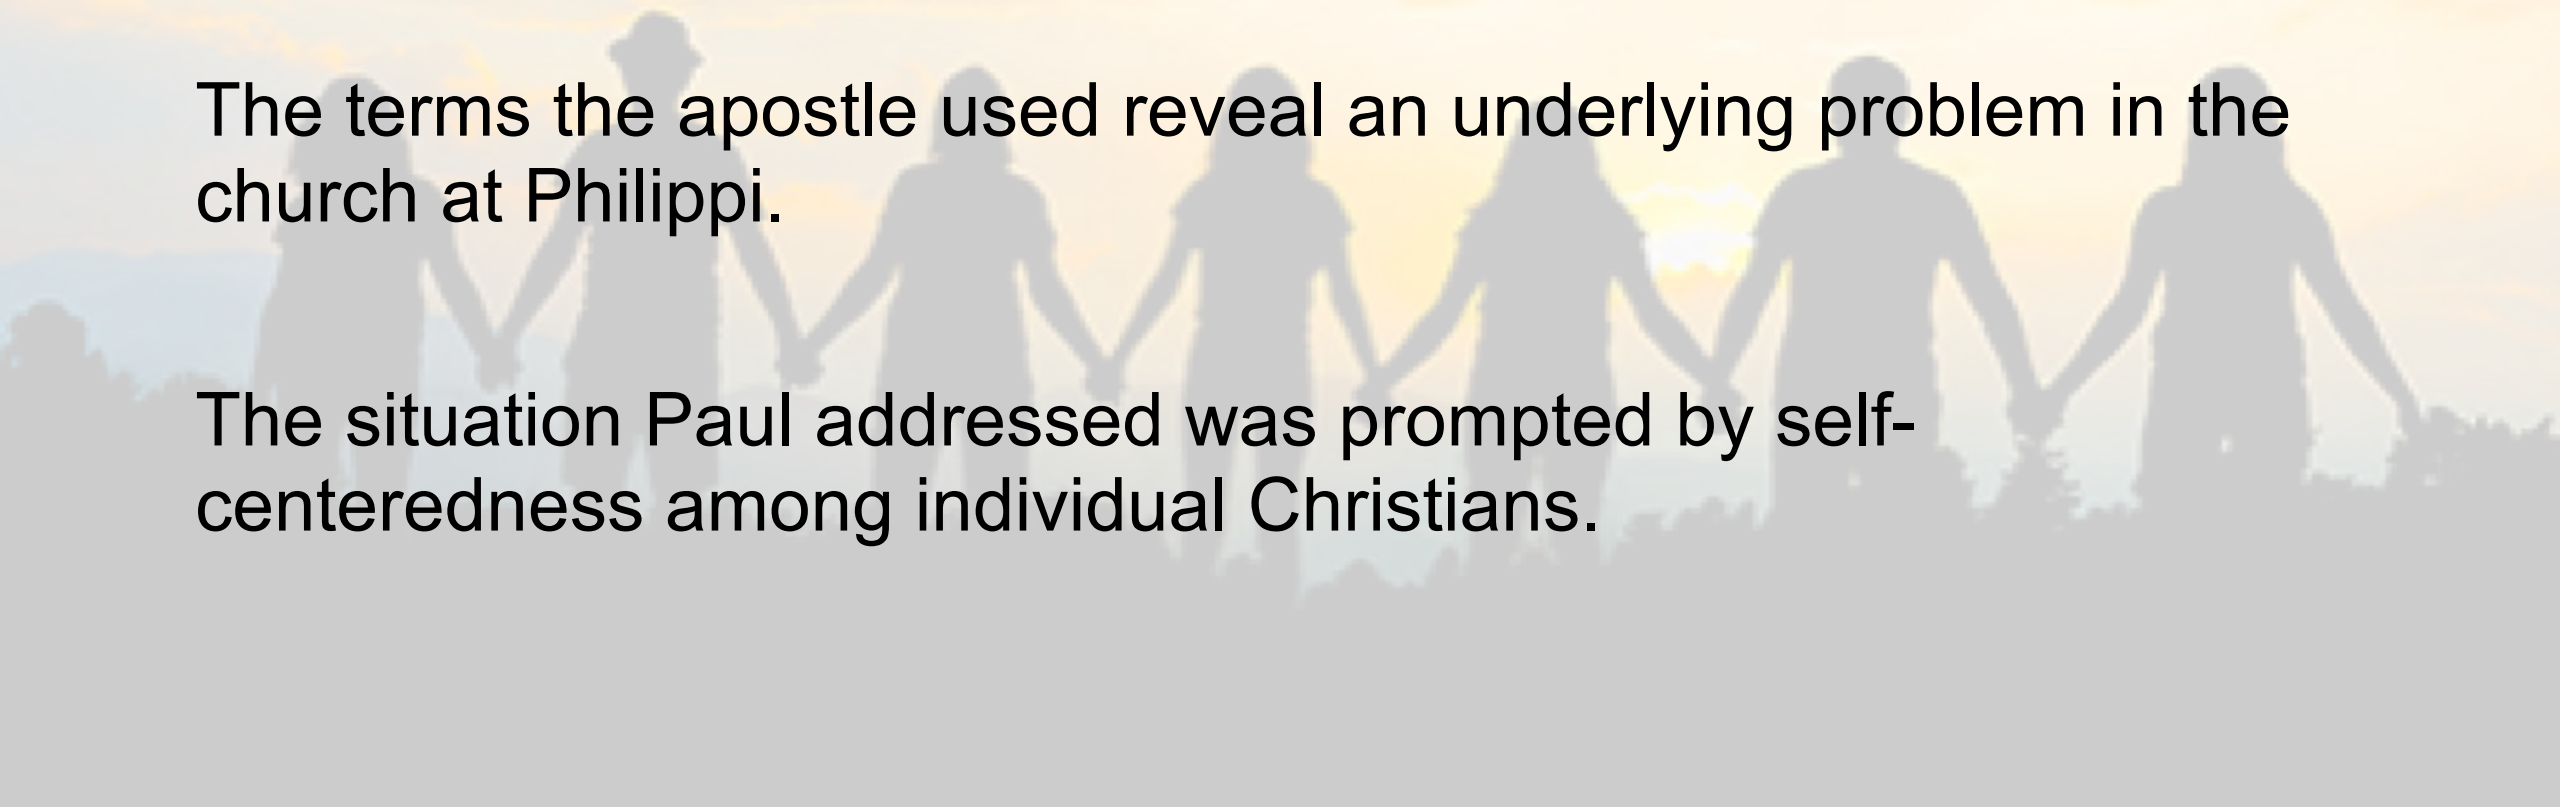 The terms the apostle used reveal an underlying problem in the
church at Philippi.
The situation Paul addressed was prompted by self-
centeredness among individual Christians.